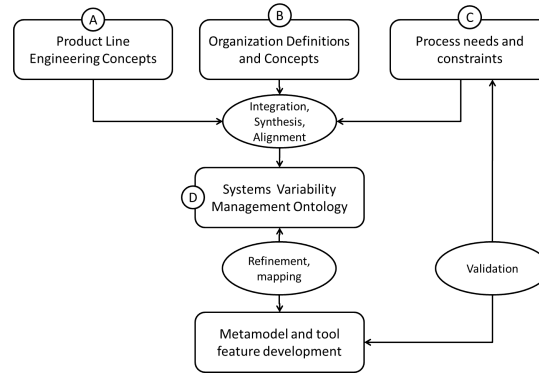 A
B
C
Product Line
Engineering Concepts
Organization Definitions
and Concepts
Process needs and
constraints
Integration,
Synthesis,
Alignment
D
Systems Variability
Management Ontology
Refinement,
mapping
Validation
Metamodel and tool
feature development